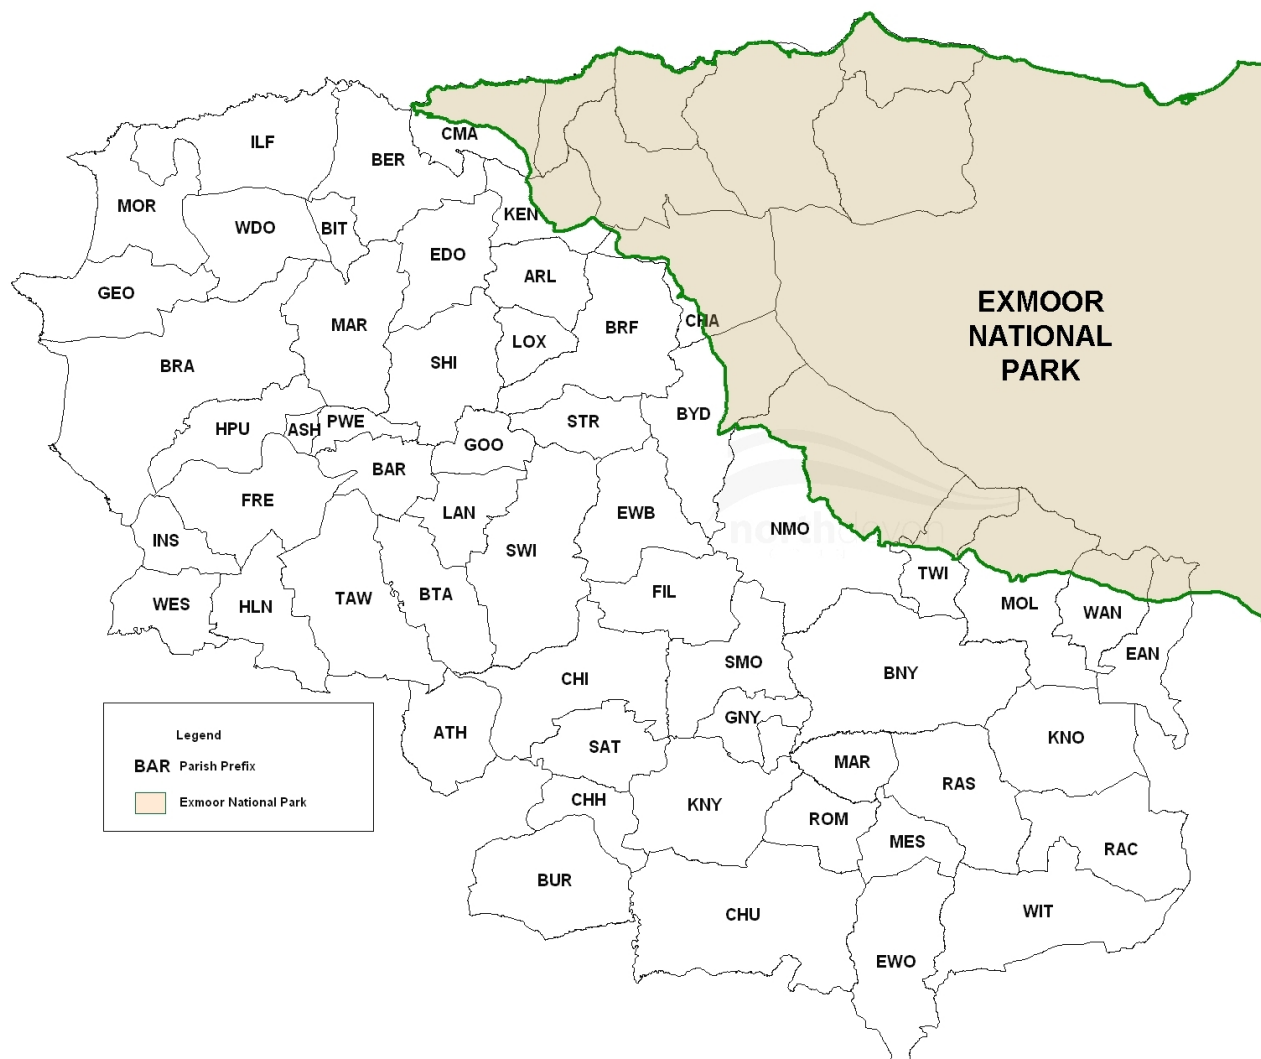 CMA
ILF
BER
MOR
KEN
WDO
BIT
EDO
ARL
GEO
EXMOOR
NATIONAL
PARK
CHA
MAR
BRF
LOX
SHI
BRA
BYD
STR
PWE
HPU
ASH
GOO
BAR
FRE
LAN
EWB
northdevon
NMO
INS
SWI
TWI
FIL
BTA
TAW
WES
HLN
MOL
WAN
EAN
SMO
BNY
CHI
GNY
ATH
Legend
KNO
SAT
BAR Parish Prefix
MAR
RAS
Exmoor National Park
CHH
KNY
ROM
MES
RAC
BUR
WIT
CHU
EWO